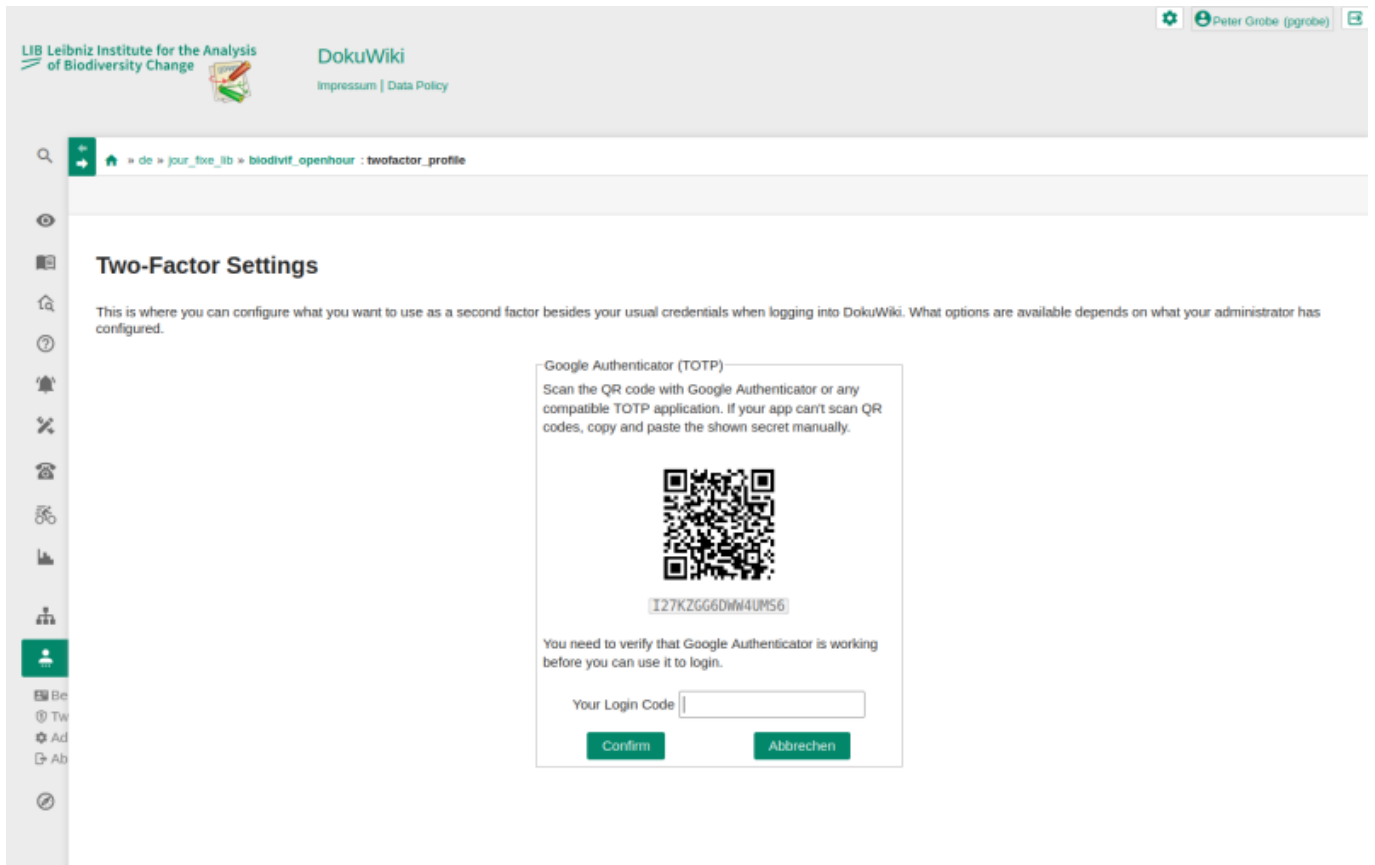 Peter Grobe (pgrobe)
LIB Leibniz Institute for the Analysis
of Biodiversity Change
DokuWiki
Impressum | Data Policy
» de » jour_fixe_lib » biodivif_openhour : twofactor_profile
Two-Factor Settings
This is where you can configure what you want to use as a second factor besides your usual credentials when logging into DokuWiki. What options are available depends on what your administrator has
configured.
Google Authenticator (TOTP)
Scan the QR code with Google Authenticator or any
compatible TOTP application. If your app can't scan QR
codes, copy and paste the shown secret manually.
I27KZGG6DWW4UMS6
You need to verify that Google Authenticator is working
before you can use it to login.
Your Login Code
Confirm
Abbrechen
Be
Tw
Ad
Ab